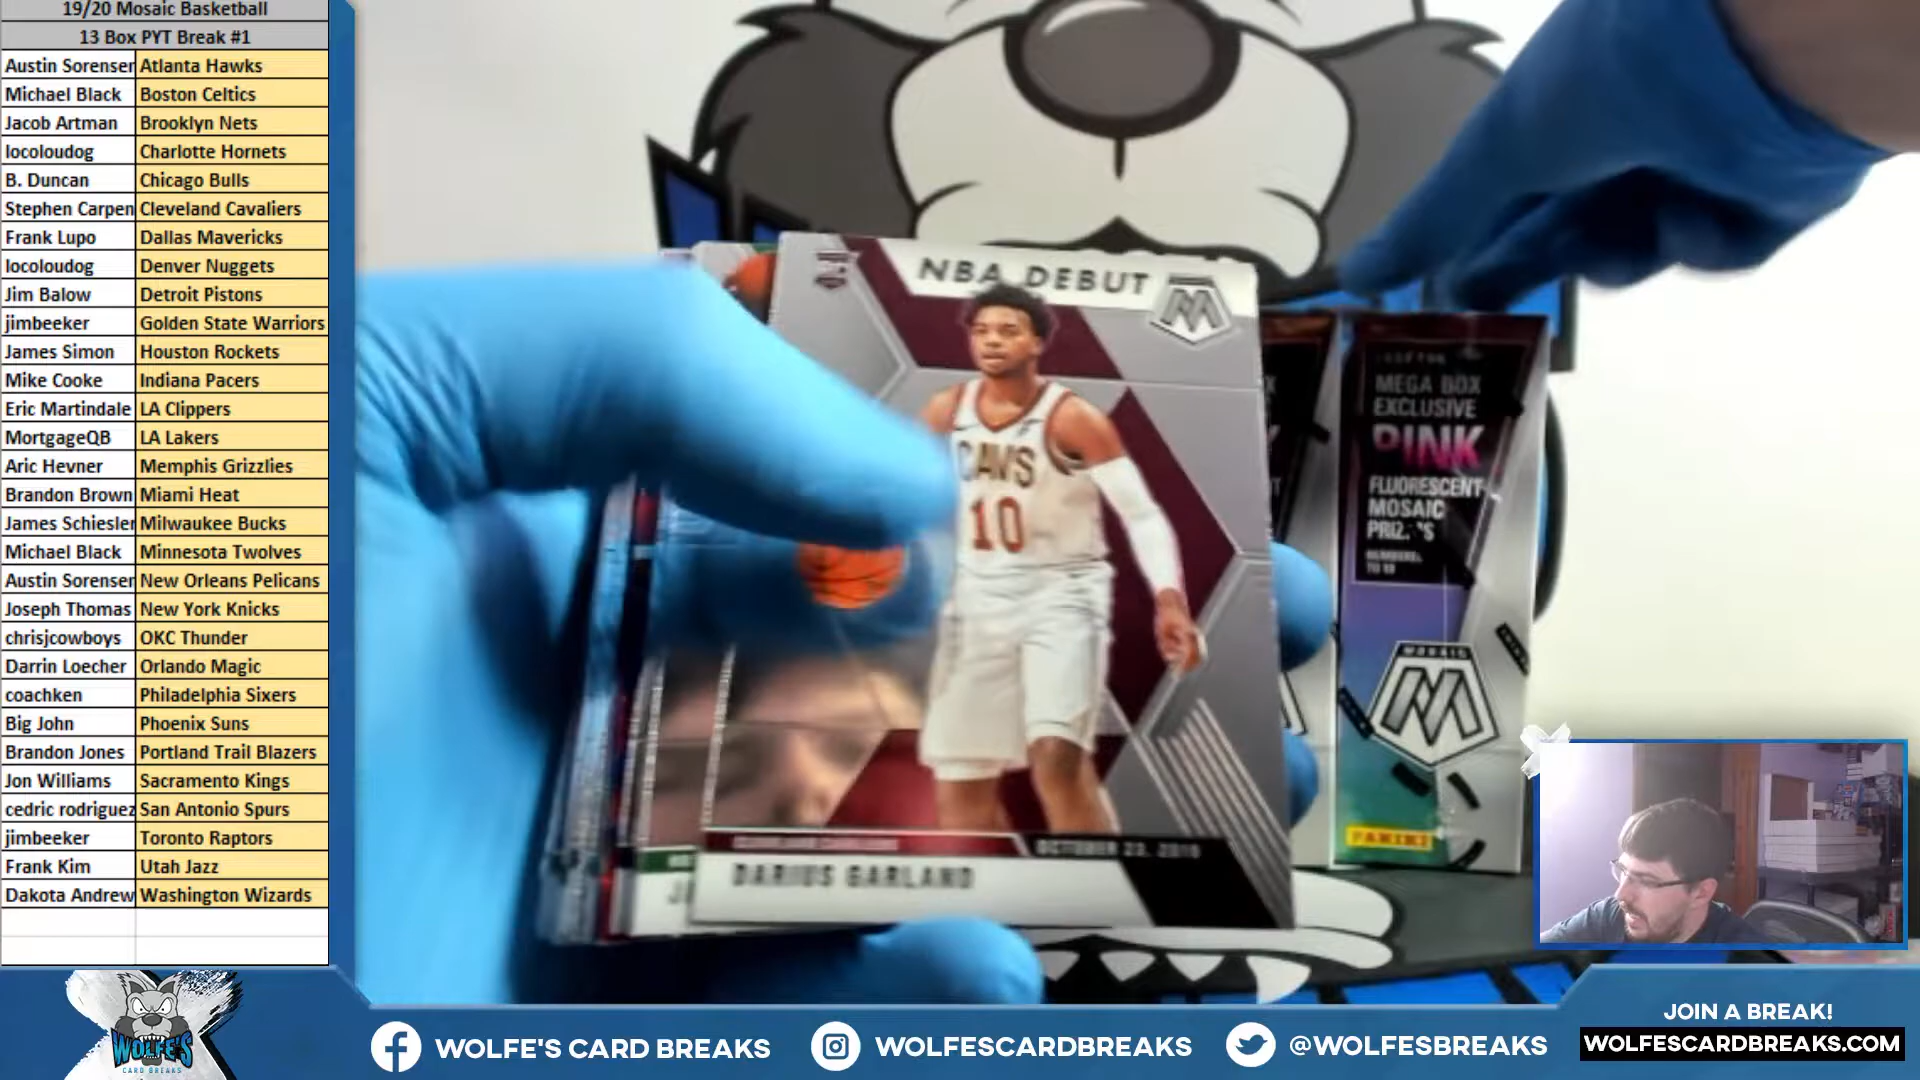 19/20 Mosaic Basketball
13 Box PYT Break #1
Austin Sorenser Atlanta Hawks
Michael Black Boston Celtics
Jacob Artman Brooklyn Nets
locoloudog Charlotte Hornets
B. Duncan Chicago Bulls
Stephen Carpen Cleveland Cavaliers
Frank Lupo Dallas Mavericks
locoloudog Denver Nuggets
Jim Balow Detroit Pistons
jimbeeker Golden State Warriors
James Simon Houston Rockets
Mike Cooke Indiana Pacers
Eric Martindale LA Clippers
MortgageQB LA Lakers
Aric Hevner Memphis Grizzlies
Brandon Brown Miami Heat
James Schiesler Milwaukee Bucks
Michael Black Minnesota Twolves
Austin Sorenser New Orleans Pelicans
Joseph Thomas New York Knicks
chrisjcowboys OKC Thunder
Darrin Loecher Orlando Magic
coachken Philadelphia Sixers
Big John Phoenix Suns
Brandon Jones Portland Trail Blazers
Jon Williams Sacramento Kings
cedric rodriguez San Antonio Spurs
jimbeeker Toronto Raptors
Frank Kim Utah Jazz
Dakota Andrew Washington Wizards
NBA DEBUT
CAVS
10
DARIUS GARLAND
MEGA BOX
EXCLUSIVE
PINK
FLUORESCENT
MOSAIC
MOSAIC
PANINI
WOLFE'S
CARD BREAKS
WOLFE'S CARD BREAKS
WOLFESCARDBREAKS
@WOLFESBREAKS
JOIN A BREAK!
WOLFESCARDBREAKS.COM